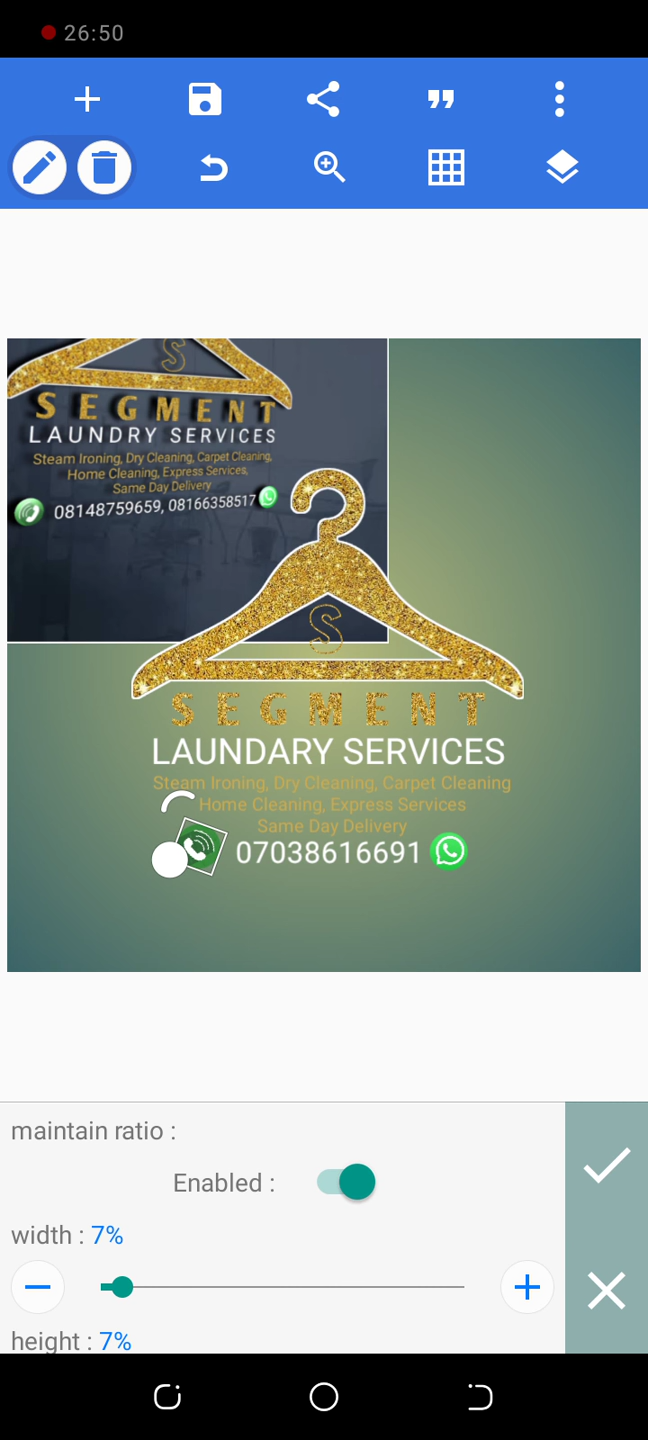 26:50
S
SEGMENT
LAUNDRY SERVICES
Steam Ironing, Dry Cleaning, Carpet Cleaning,
Home Cleaning, Express Services,
Same Day Delivery
08148759659, 08166358517
S
SEGMENT
LAUNDARY SERVICES
Steam Ironing, Dry Cleaning, Carpet Cleaning
Home Cleaning, Express Services
Same Day Delivery
07038616691
maintain ratio :
Enabled :
width : 7%
height : 7%